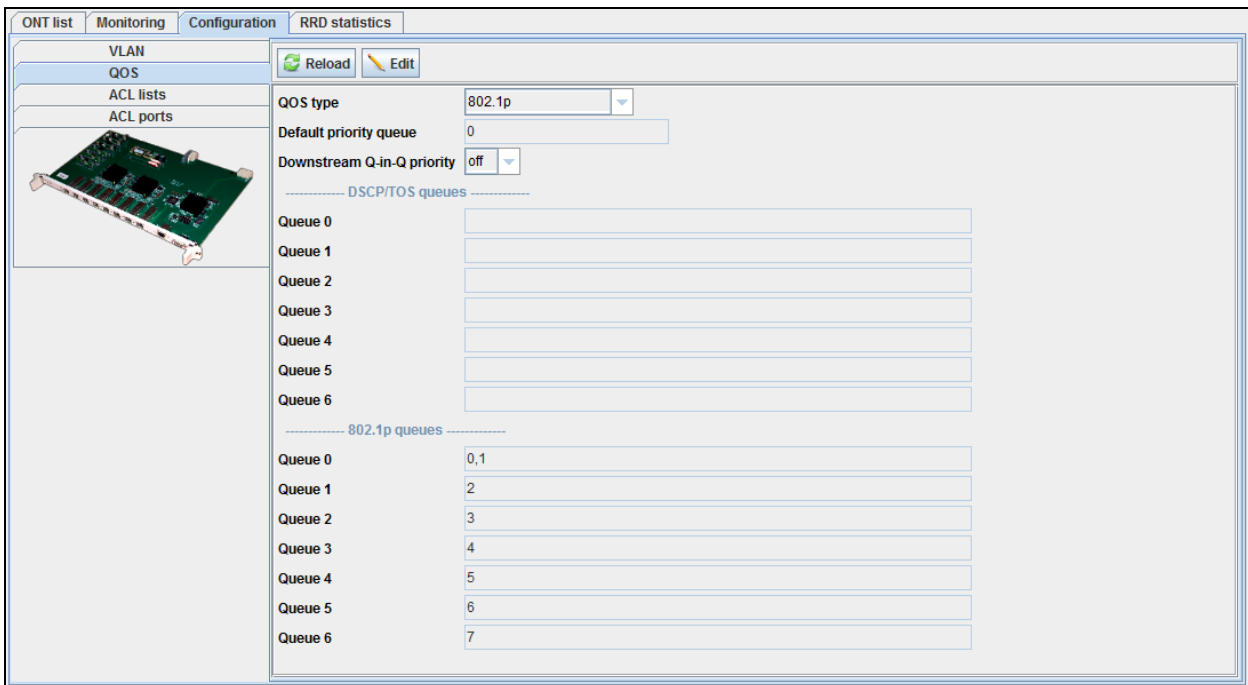 ONT list Monitoring Configuration RRD statistics
VLAN
QOS
ACL lists
ACL ports
Reload Edit
QOS type 802.1p
Default priority queue 0
Downstream Q-in-Q priority off
------------- DSCP/TOS queues -------------
Queue 0
Queue 1
Queue 2
Queue 3
Queue 4
Queue 5
Queue 6
------------- 802.1p queues -------------
Queue 0 0,1
Queue 1 2
Queue 2 3
Queue 3 4
Queue 4 5
Queue 5 6
Queue 6 7